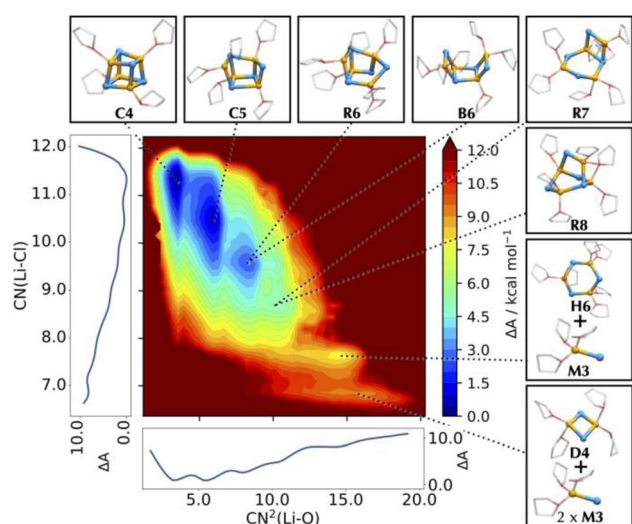 C4
C5
R6
B6
R7
R8
H6
+
M3
D4
+
2 x M3
CN(Li-Cl)
12.0
11.0
10.0
9.0
8.0
7.0
10.0
0.0
ΔA
12.0
10.5
9.0
7.5
6.0
4.5
3.0
1.5
0.0
ΔA / kcal mol⁻¹
10.0
0.0
ΔA
5.0
10.0
15.0
20.0
CN²(Li-O)